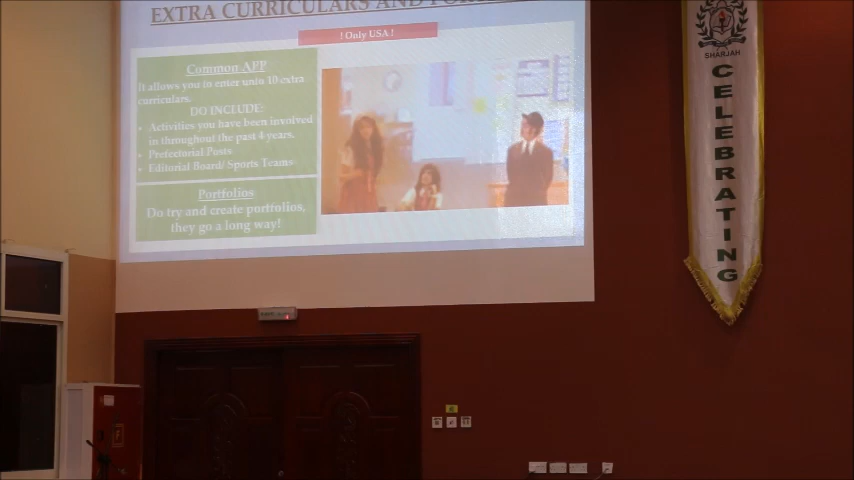 EXTRA CURRICULARS AND
! Only USA !
Common APP
It allows you to enter upto 10 extra
curriculars.
DO INCLUDE:
• Activities you have been involved
in throughout the past 4 years.
• Prefectorial Posts
• Editorial Board/ Sports Teams
Portfolios
Do try and create portfolios,
they go a long way!
SHARJAH
CELEBRATING